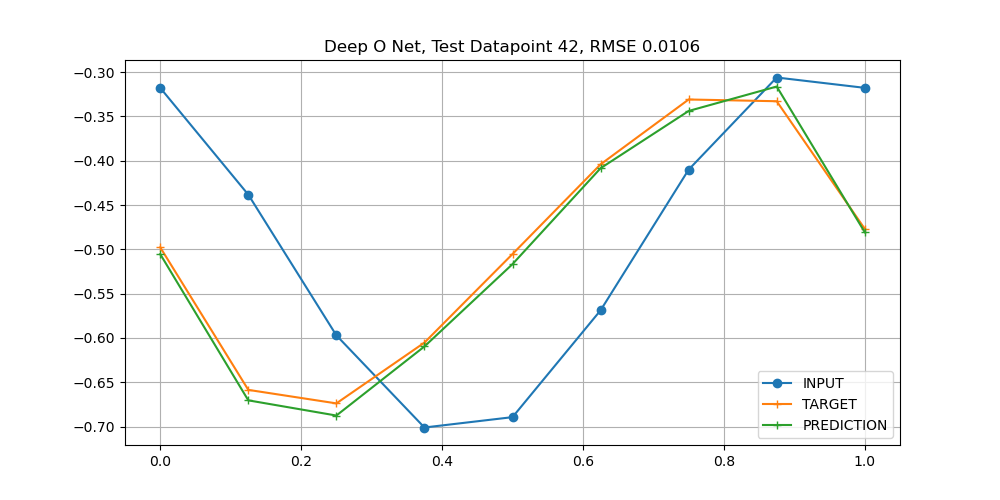 Deep O Net, Test Datapoint 42, RMSE 0.0106
−0.30
−0.35
−0.40
−0.45
−0.50
−0.55
−0.60
−0.65
−0.70
INPUT
TARGET
PREDICTION
0.0 0.2 0.4 0.6 0.8 1.0